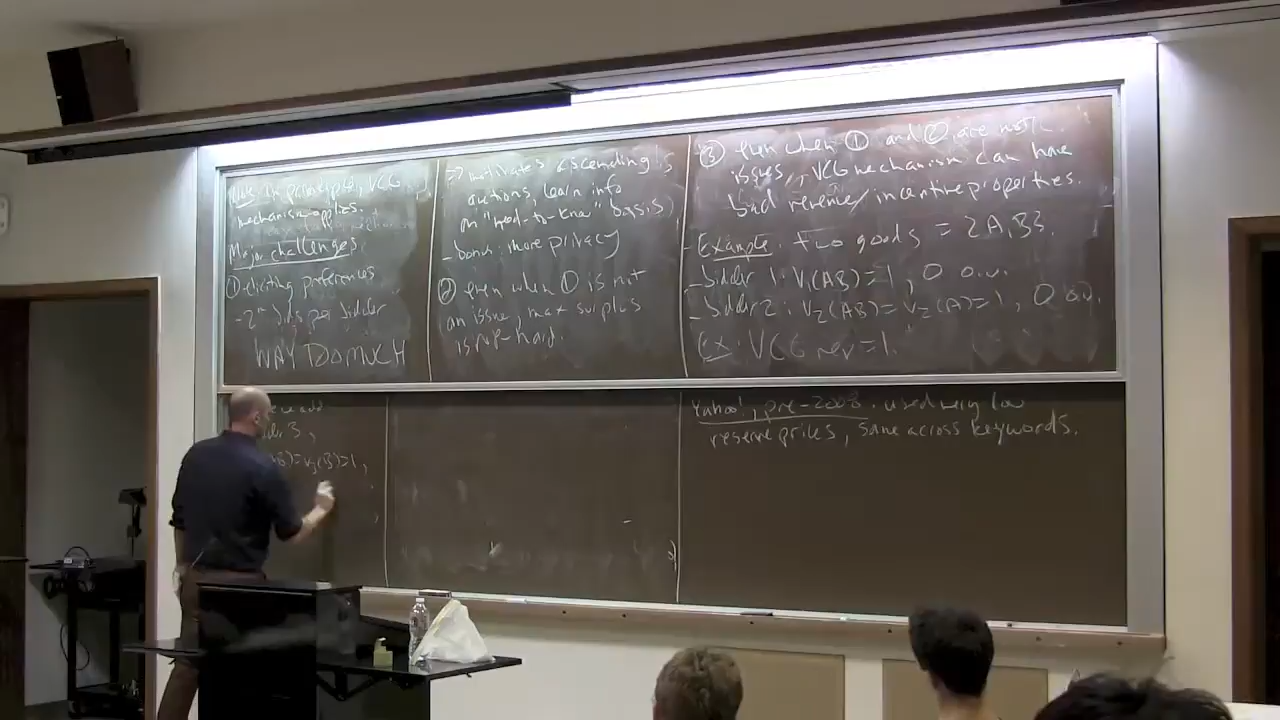 in principle, VCG
mechanism applies.
Major challenges
① eliciting preferences
- 2ⁿ bids per bidder
WAY TOO MUCH
=> motivates ascending
auctions, learn info
on "need-to-know" basis)
- bonus: more privacy
② even when ① is not
an issue, max surplus
is NP-hard.
③ even when ① and ② are not
issues, VCG mechanism can have
bad revenue/incentive properties.
- Example: two goods = {A,B}.
- bidder 1: V₁(AB)=1, 0 o.w.
- bidder 2: V₂(AB)=V₂(A)=1, 0 o.w.
Ex: VCG rev=1.
add
3,
=V₃(B)=1,
Yahoo!, pre-2008: used very low
reserve prices, same across keywords.